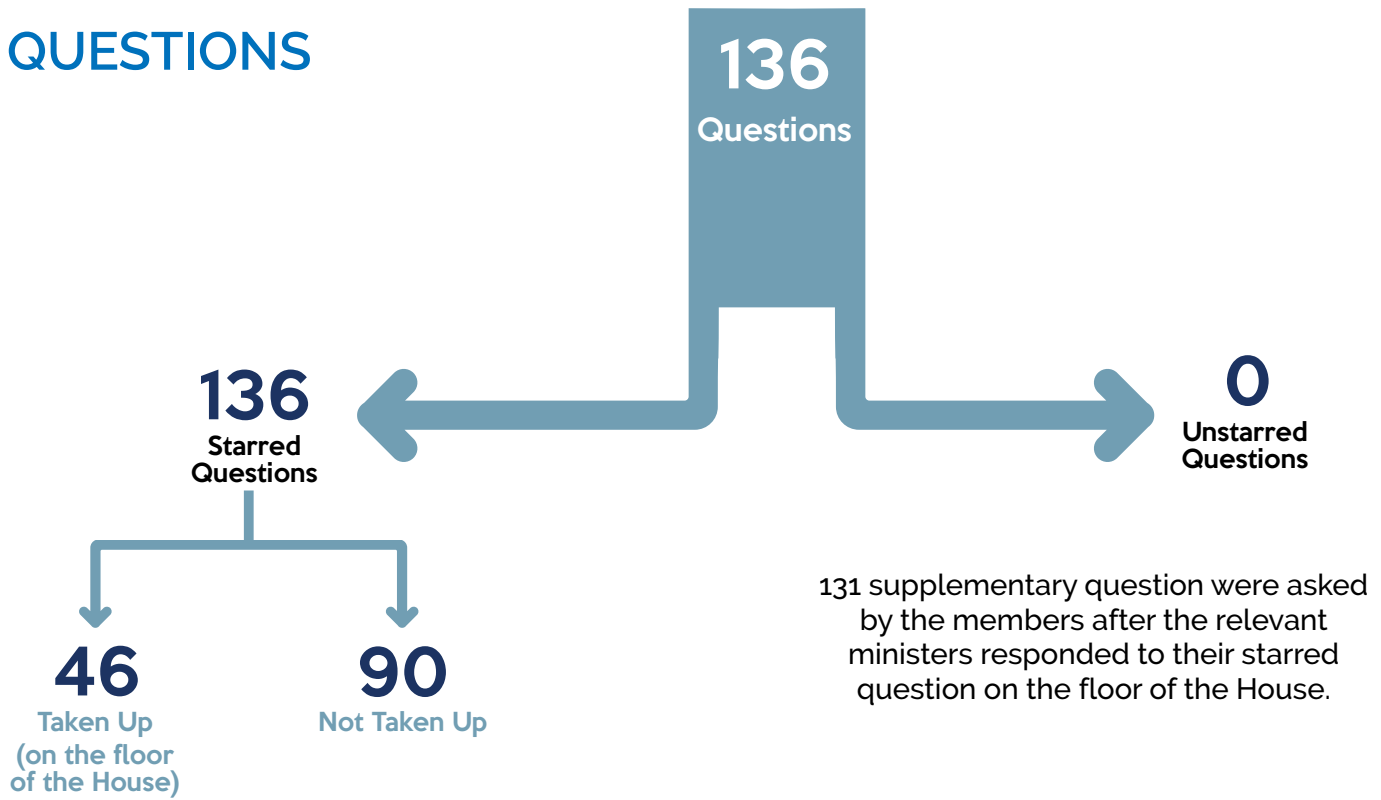 QUESTIONS
136
Questions
136
Starred
Questions
0
Unstarred
Questions
46
Taken Up
(on the floor
of the House)
90
Not Taken Up
131 supplementary question were asked
by the members after the relevant
ministers responded to their starred
question on the floor of the House.